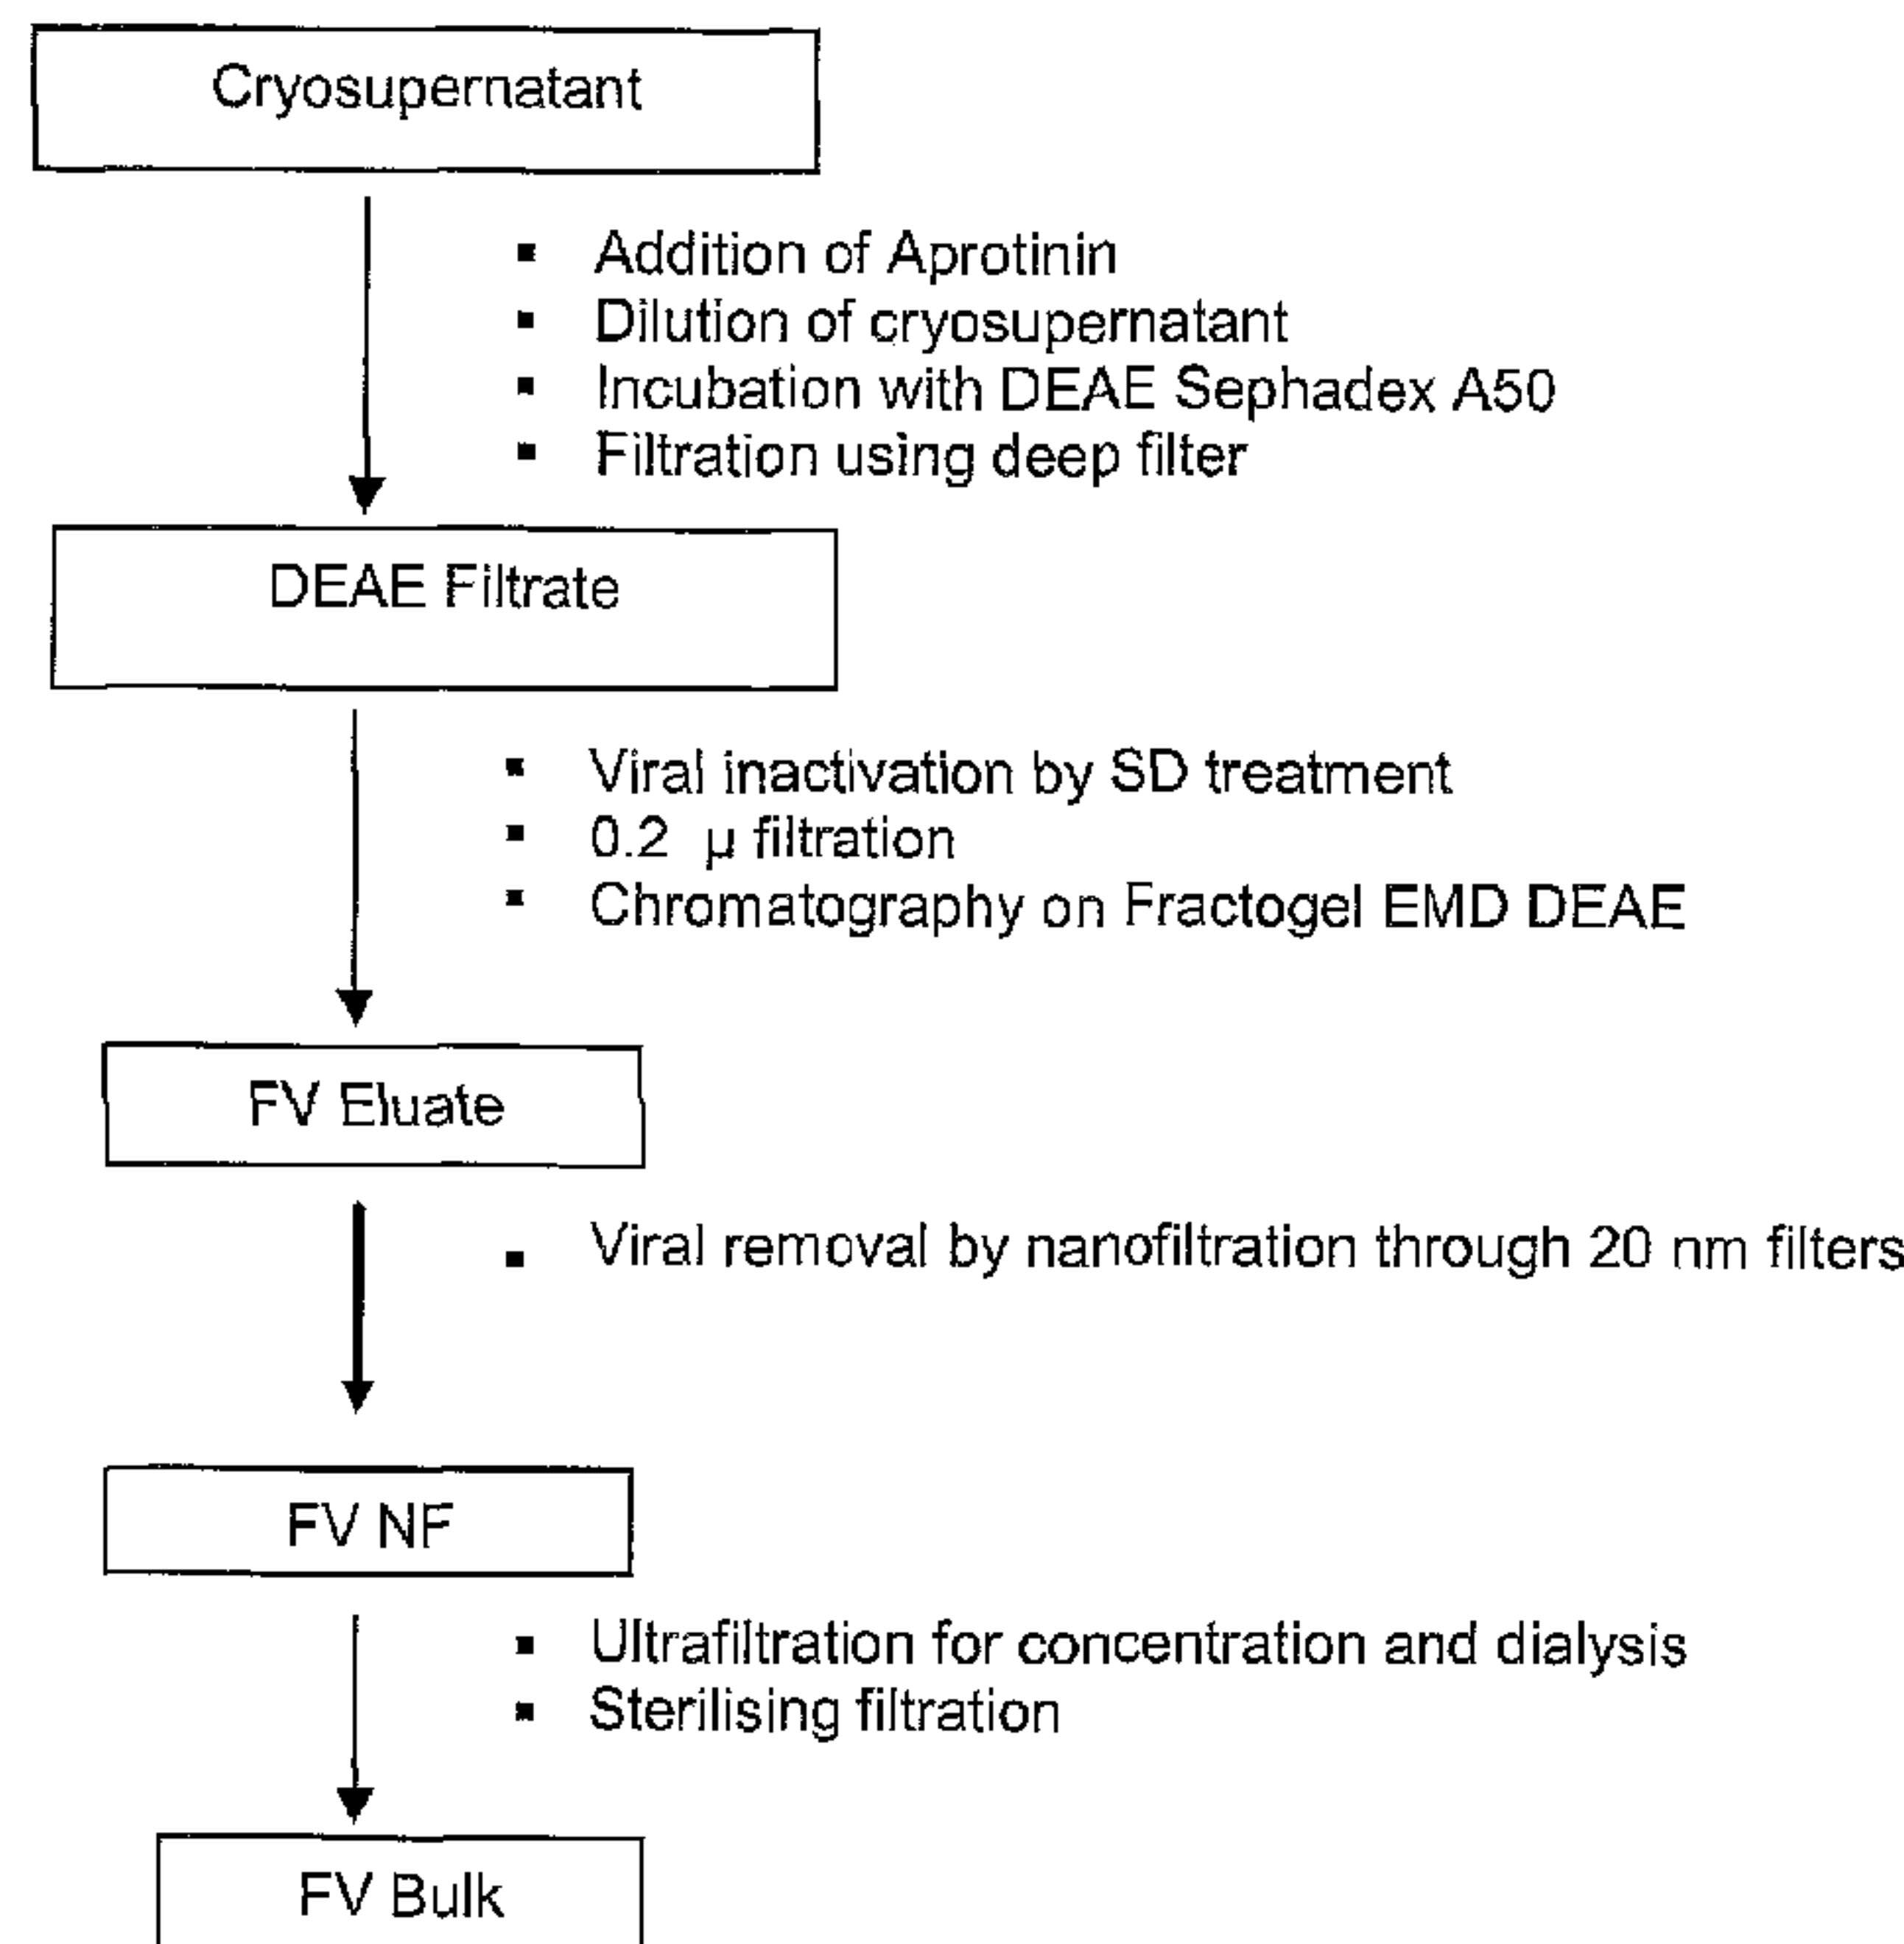 Cryosupernatant
▪ Addition of Aprotinin
▪ Dilution of cryosupernatant
▪ Incubation with DEAE Sephadex A50
▪ Filtration using deep filter
DEAE Filtrate
▪ Viral inactivation by SD treatment
▪ 0.2 µ filtration
▪ Chromatography on Fractogel EMD DEAE
FV Eluate
▪ Viral removal by nanofiltration through 20 nm filters
FV NF
▪ Ultrafiltration for concentration and dialysis
▪ Sterilising filtration
FV Bulk